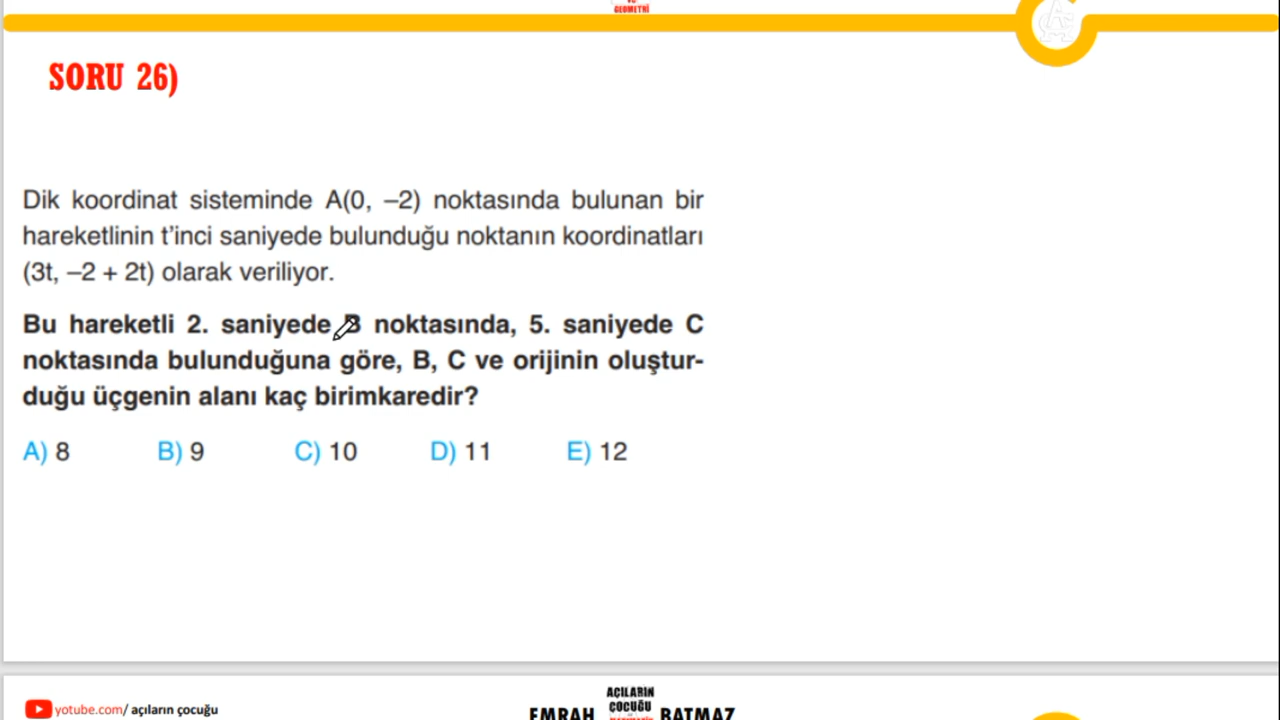 GEOMETRİ
SORU 26)
Dik koordinat sisteminde A(0, –2) noktasında bulunan bir
hareketlinin t’inci saniyede bulunduğu noktanın koordinatları
(3t, –2 + 2t) olarak veriliyor.
Bu hareketli 2. saniyede B noktasında, 5. saniyede C
noktasında bulunduğuna göre, B, C ve orijinin oluştur-
duğu üçgenin alanı kaç birimkaredir?
A) 8 B) 9 C) 10 D) 11 E) 12
AÇILARIN
ÇOCUĞU
yotube.com/ açıların çocuğu
EMRAH BATMAZ